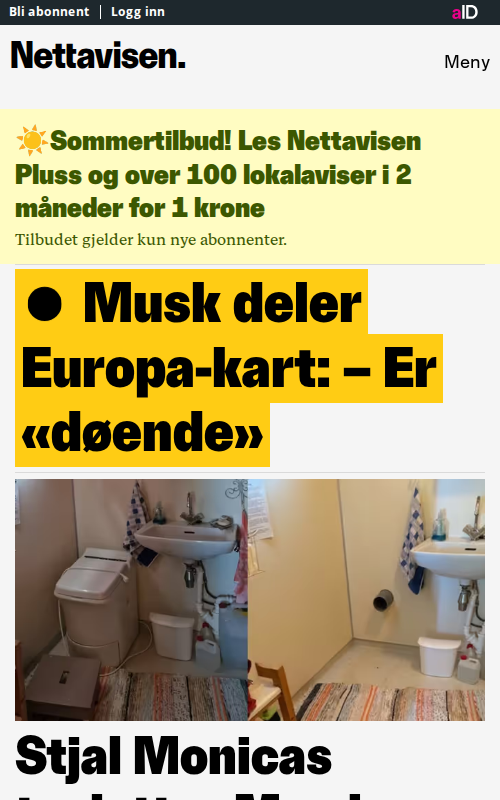 Bli abonnent | Logg inn
aID
Nettavisen.
Meny
☀️Sommertilbud! Les Nettavisen
Pluss og over 100 lokalaviser i 2
måneder for 1 krone
Tilbudet gjelder kun nye abonnenter.
● Musk deler
Europa-kart: – Er
«døende»
Stjal Monicas